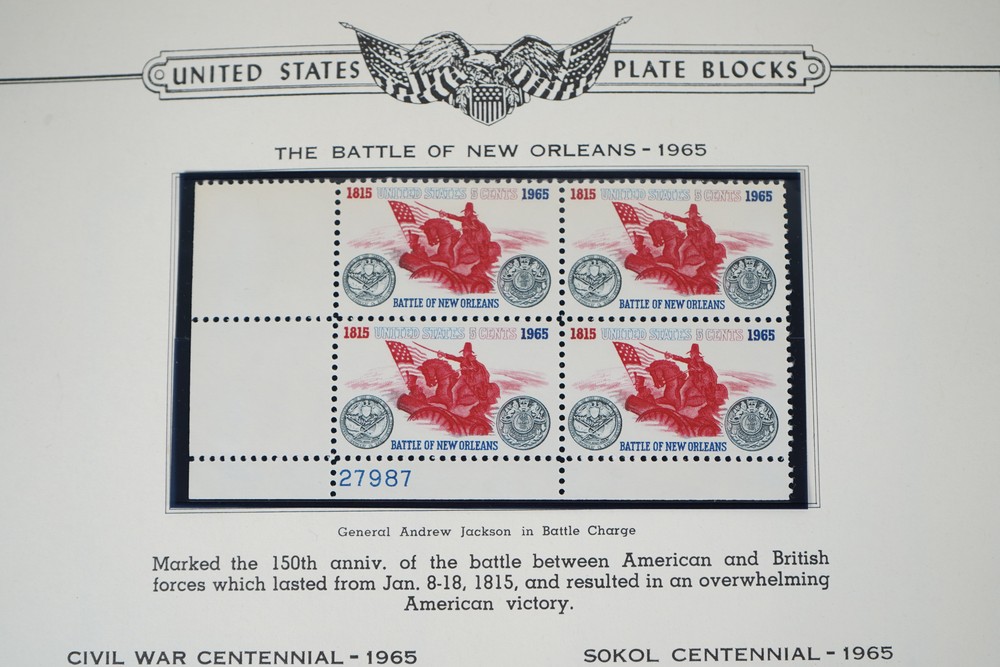 UNITED STATES PLATE BLOCKS
THE BATTLE OF NEW ORLEANS - 1965
1815 UNITED STATES 5 CENTS 1965
BATTLE OF NEW ORLEANS
1815 UNITED STATES 5 CENTS 1965
BATTLE OF NEW ORLEANS
1815 UNITED STATES 5 CENTS 1965
BATTLE OF NEW ORLEANS
1815 UNITED STATES 5 CENTS 1965
BATTLE OF NEW ORLEANS
27987
General Andrew Jackson in Battle Charge
Marked the 150th anniv. of the battle between American and British
forces which lasted from Jan. 8-18, 1815, and resulted in an overwhelming
American victory.
CIVIL WAR CENTENNIAL - 1965
SOKOL CENTENNIAL - 1965